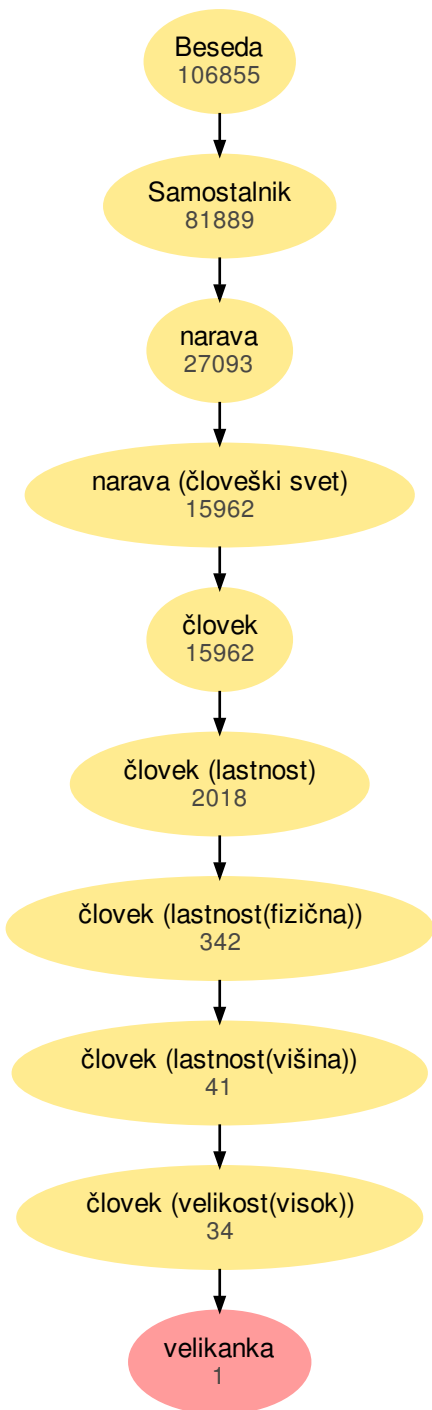 Beseda
106855
Samostalnik
81889
narava
27093
narava (človeški svet)
15962
človek
15962
človek (lastnost)
2018
človek (lastnost(fizična))
342
človek (lastnost(višina))
41
človek (velikost(visok))
34
velikanka
1